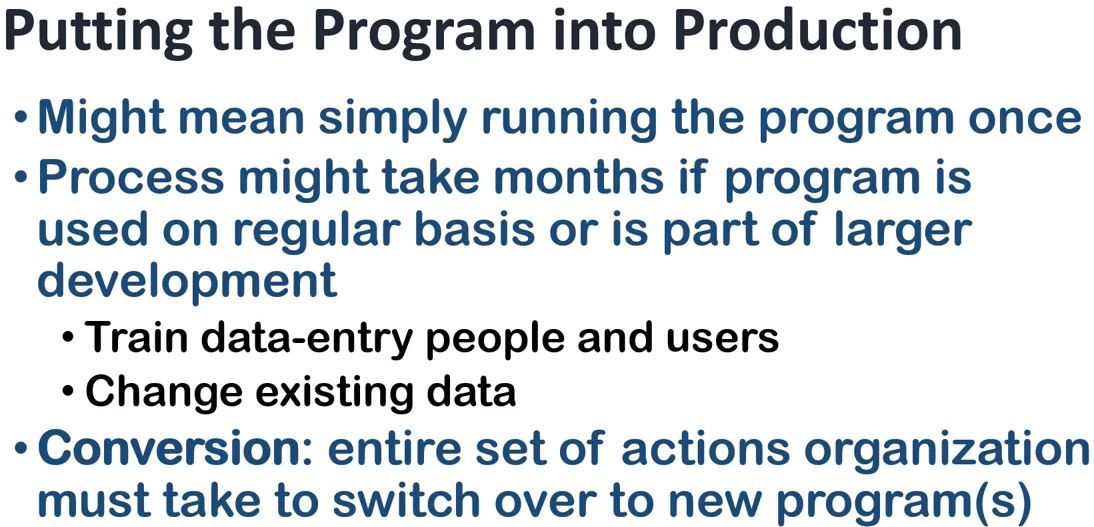 Putting the Program into Production
• Might mean simply running the program once
• Process might take months if program is
used on regular basis or is part of larger
development
• Train data-entry people and users
• Change existing data
• Conversion: entire set of actions organization
must take to switch over to new program(s)